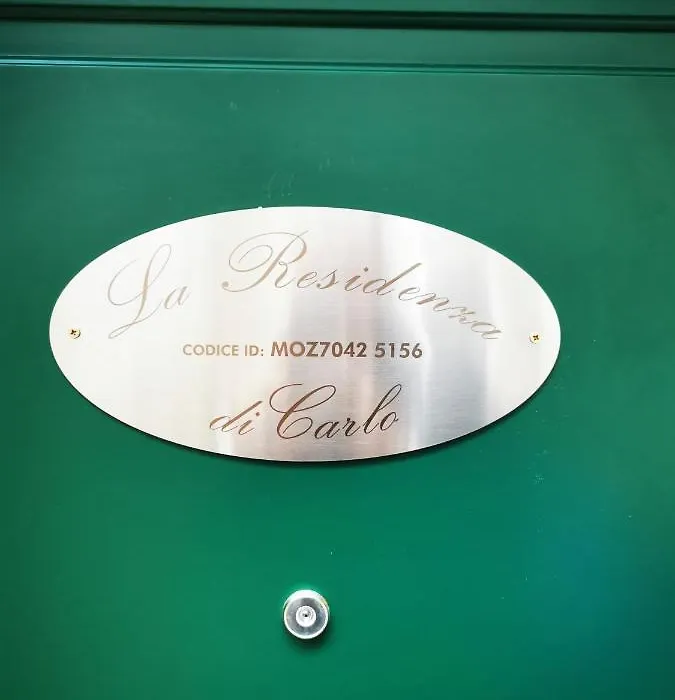 La Residenza
CODICE ID: MOZ7042 5156
di Carlo